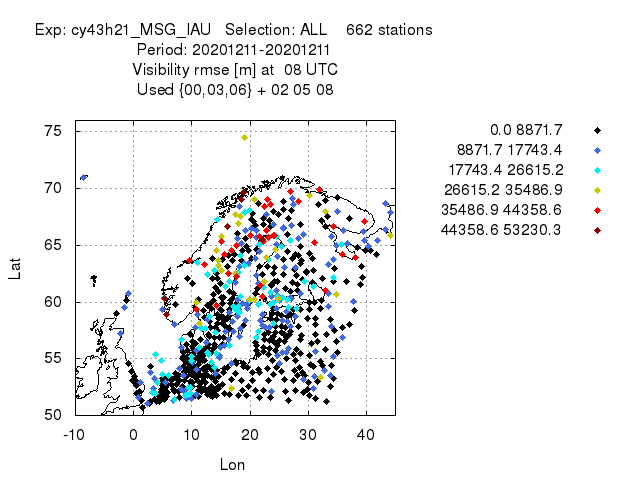 Exp: cy43h21_MSG_IAU Selection: ALL 662 stations
Period: 20201211-20201211
Visibility rmse [m] at 08 UTC
Used {00,03,06} + 02 05 08
0.0 8871.7
8871.7 17743.4
17743.4 26615.2
26615.2 35486.9
35486.9 44358.6
44358.6 53230.3
75
70
65
60
55
50
Lat
-10 0 10 20 30 40
Lon